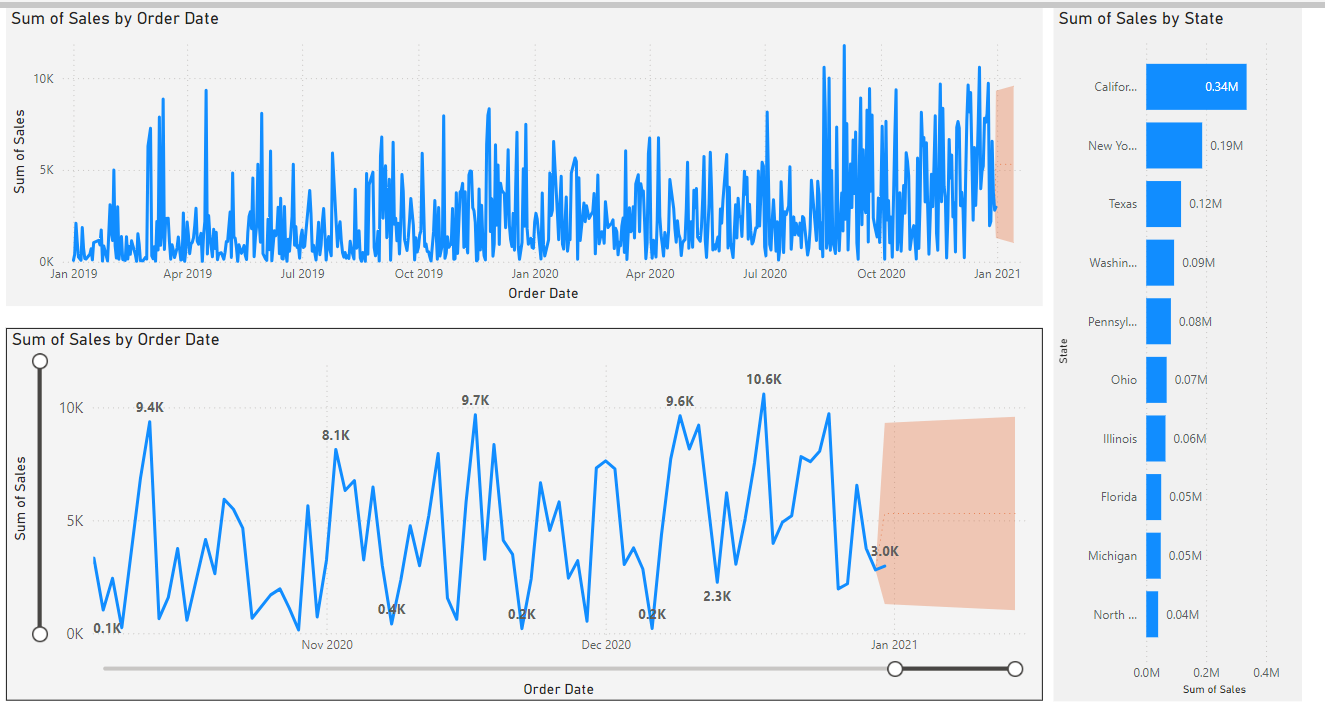 Sum of Sales by Order Date
Sum of Sales
10K
5K
0K
Jan 2019 Apr 2019 Jul 2019 Oct 2019 Jan 2020 Apr 2020 Jul 2020 Oct 2020 Jan 2021
Order Date
Sum of Sales by Order Date
Sum of Sales
10K
5K
0K
9.4K
8.1K
9.7K
9.6K
10.6K
3.0K
2.3K
0.1K
0.4K
0.2K
0.2K
Nov 2020 Dec 2020 Jan 2021
Order Date
Sum of Sales by State
State
Califor... 0.34M
New Yo... 0.19M
Texas 0.12M
Washin... 0.09M
Pennsyl... 0.08M
Ohio 0.07M
Illinois 0.06M
Florida 0.05M
Michigan 0.05M
North ... 0.04M
0.0M 0.2M 0.4M
Sum of Sales